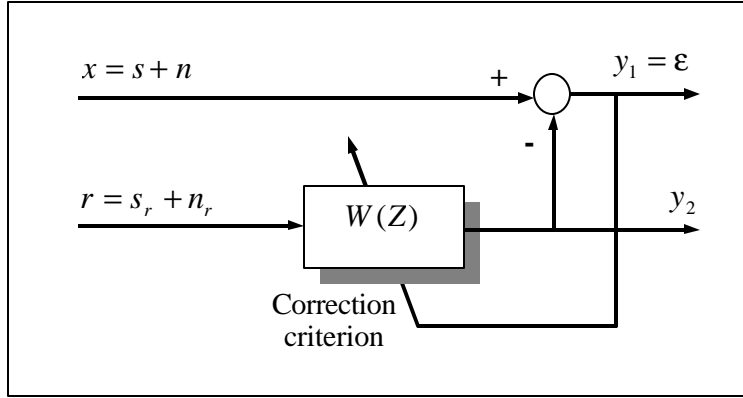 x = s + n
+
y₁ = ε
-
r = sᵣ + nᵣ
W(Z)
y₂
Correction
criterion